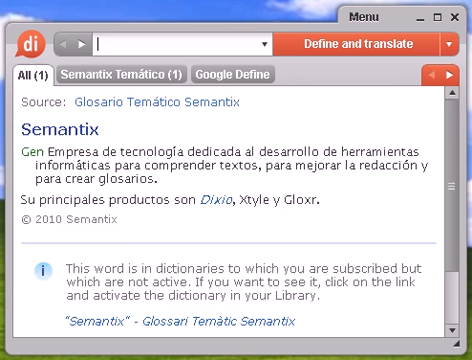 Menu
di
Define and translate
All (1) Semantix Temático (1) Google Define
Source: Glosario Temático Semantix
Semantix
Gen Empresa de tecnología dedicada al desarrollo de herramientas
informáticas para comprender textos, para mejorar la redacción y
para crear glosarios.
Su principales productos son Dixio, Xtyle y Gloxr.
© 2010 Semantix
i
This word is in dictionaries to which you are subscribed but
which are not active. If you want to see it, click on the link
and activate the dictionary in your Library.
"Semantix" - Glossari Temàtic Semantix